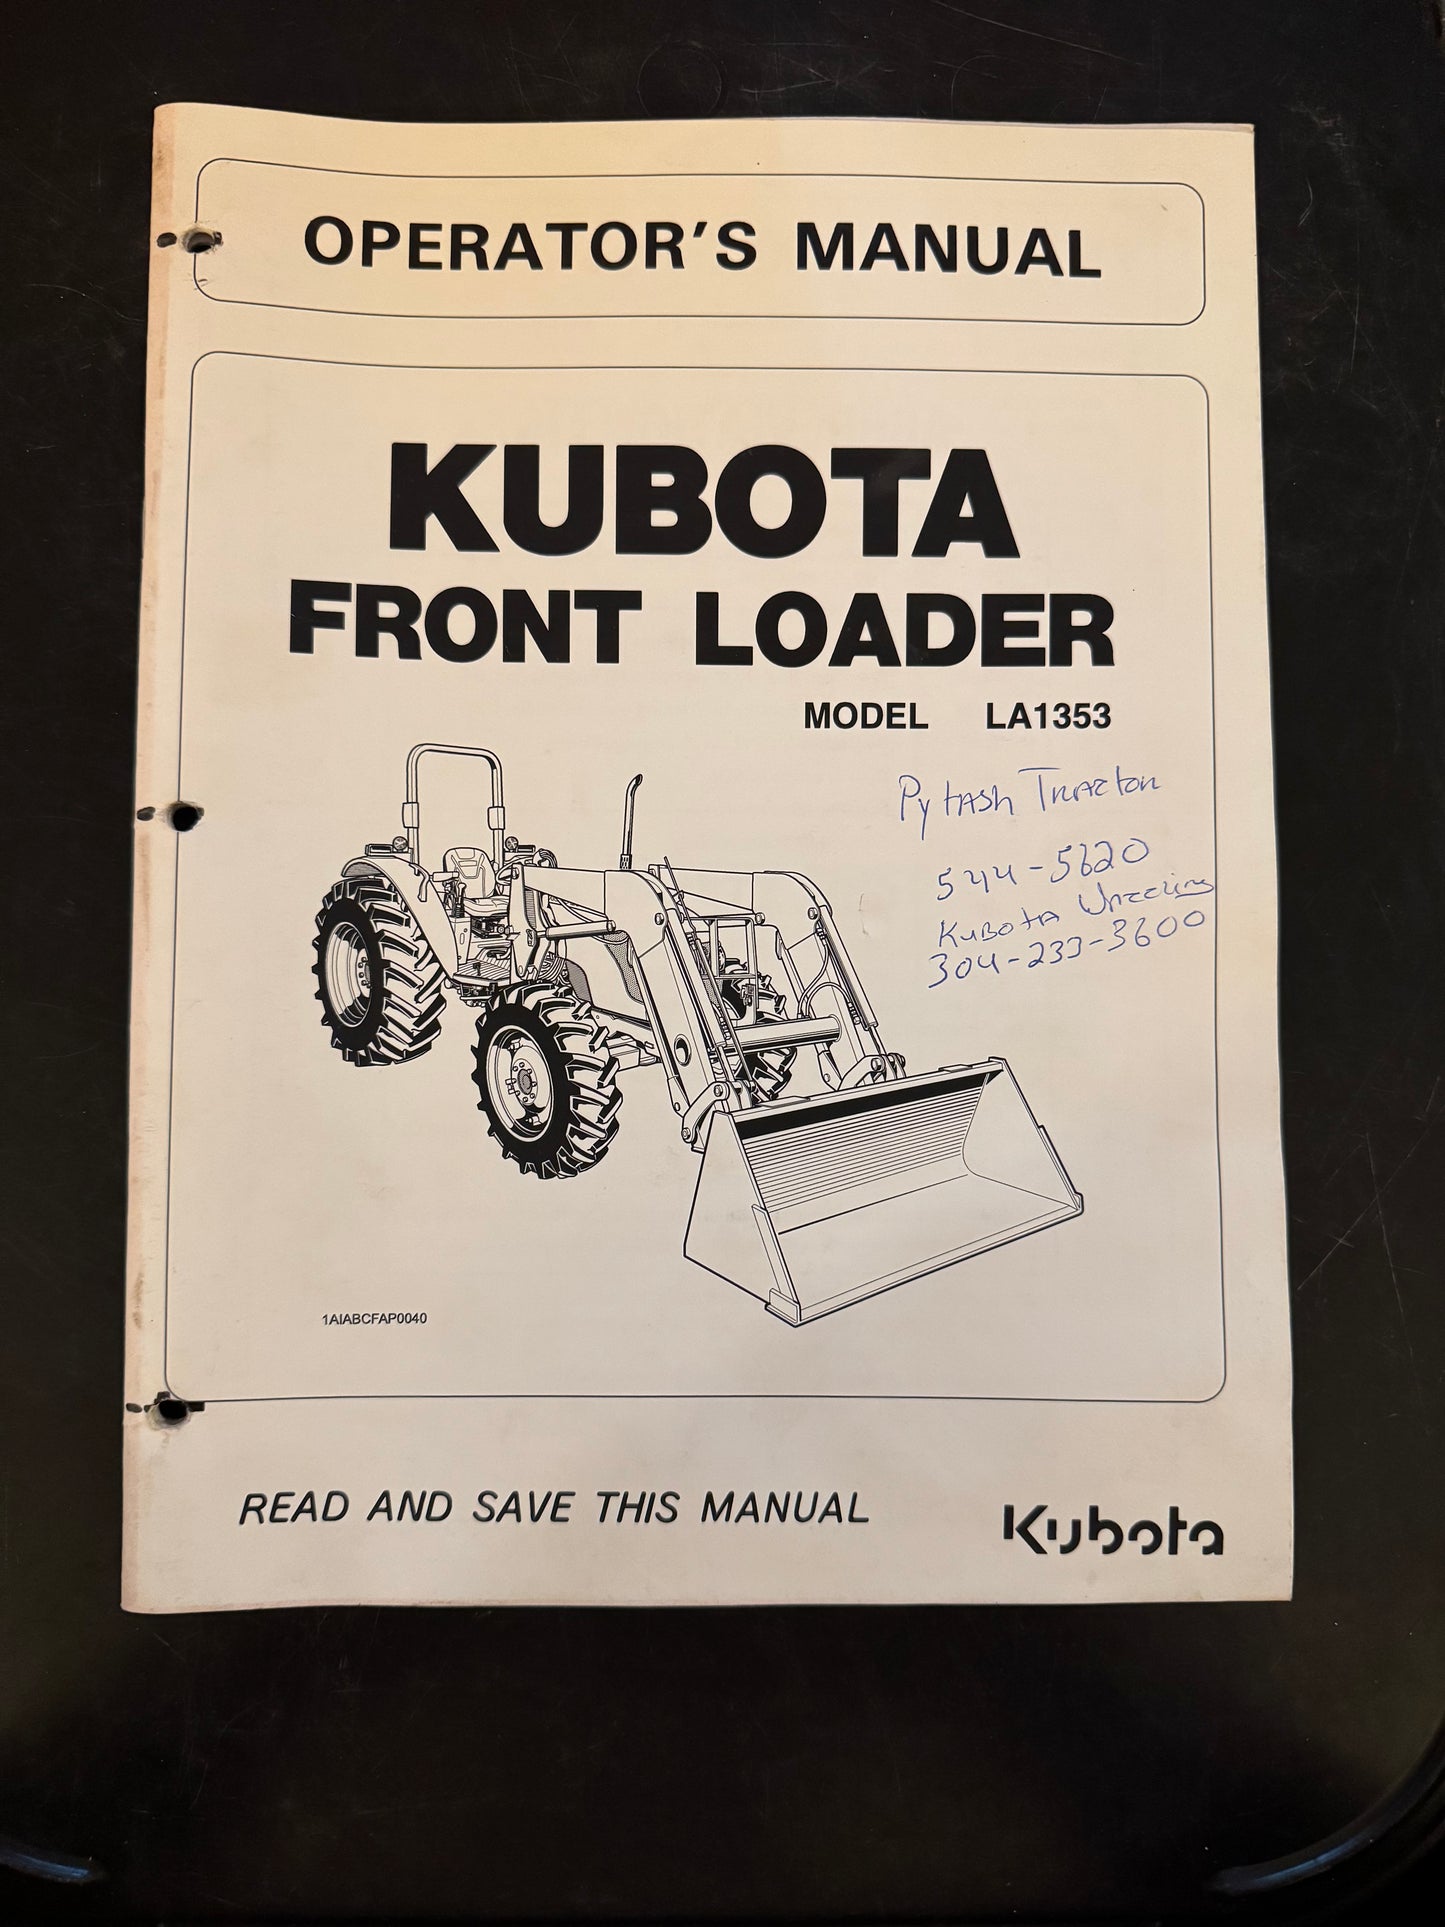 OPERATOR'S MANUAL
KUBOTA
FRONT LOADER
MODEL LA1353
Pytash Tractor
544-5620
Kubota Wheeling
304-233-3600
1AIABCFAP0040
READ AND SAVE THIS MANUAL
Kubota